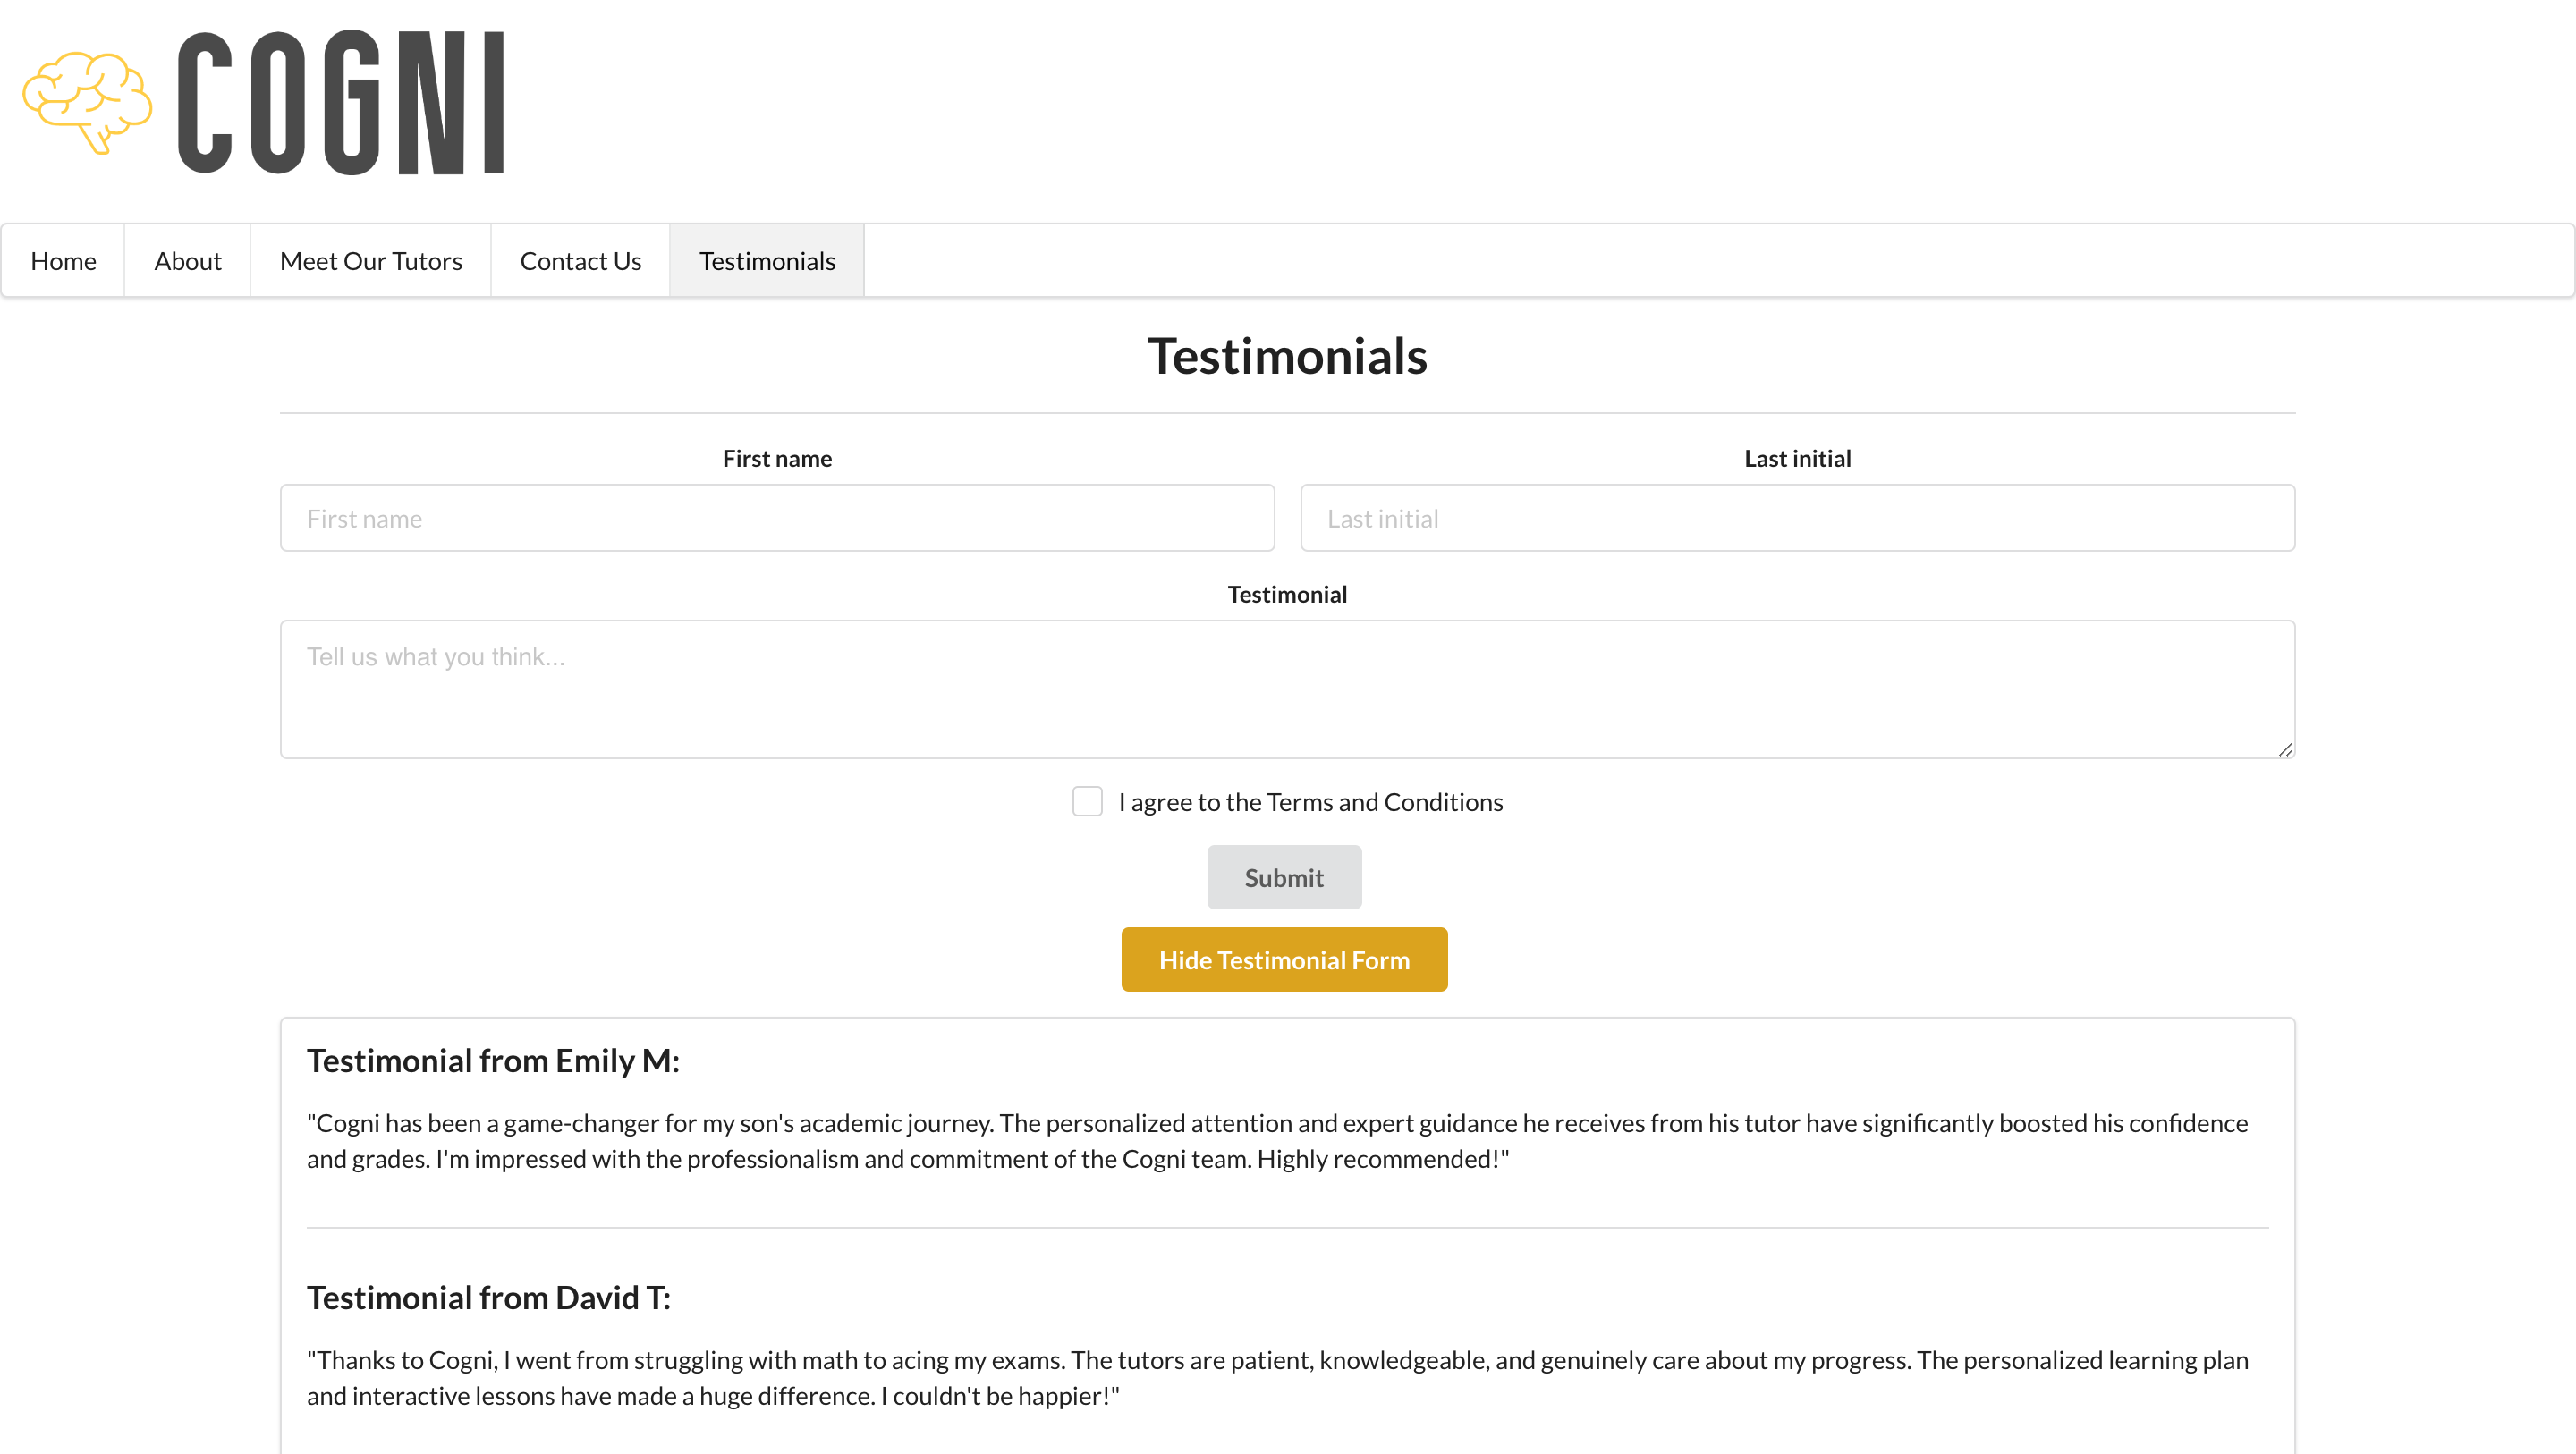 COGNI
Home About Meet Our Tutors Contact Us Testimonials
Testimonials
First name Last initial
First name Last initial
Testimonial
Tell us what you think...
I agree to the Terms and Conditions
Submit
Hide Testimonial Form
Testimonial from Emily M:
"Cogni has been a game-changer for my son's academic journey. The personalized attention and expert guidance he receives from his tutor have significantly boosted his confidence
and grades. I'm impressed with the professionalism and commitment of the Cogni team. Highly recommended!"
Testimonial from David T:
"Thanks to Cogni, I went from struggling with math to acing my exams. The tutors are patient, knowledgeable, and genuinely care about my progress. The personalized learning plan
and interactive lessons have made a huge difference. I couldn't be happier!"